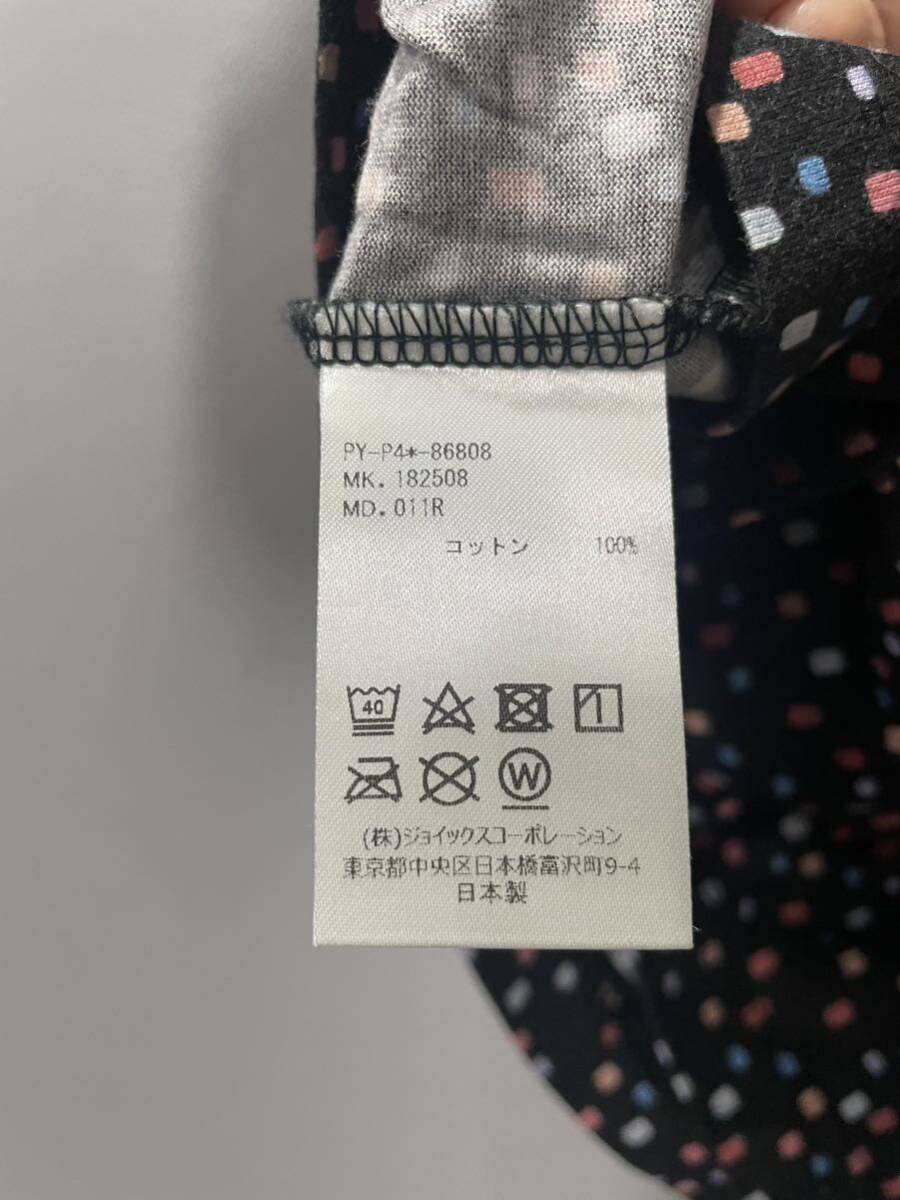 PY-P4*-86808
MK. 182508
MD. 011R
コットン 100%
40
W
(株)ジョイックスコーポレーション
東京都中央区日本橋富沢町9-4
日本製